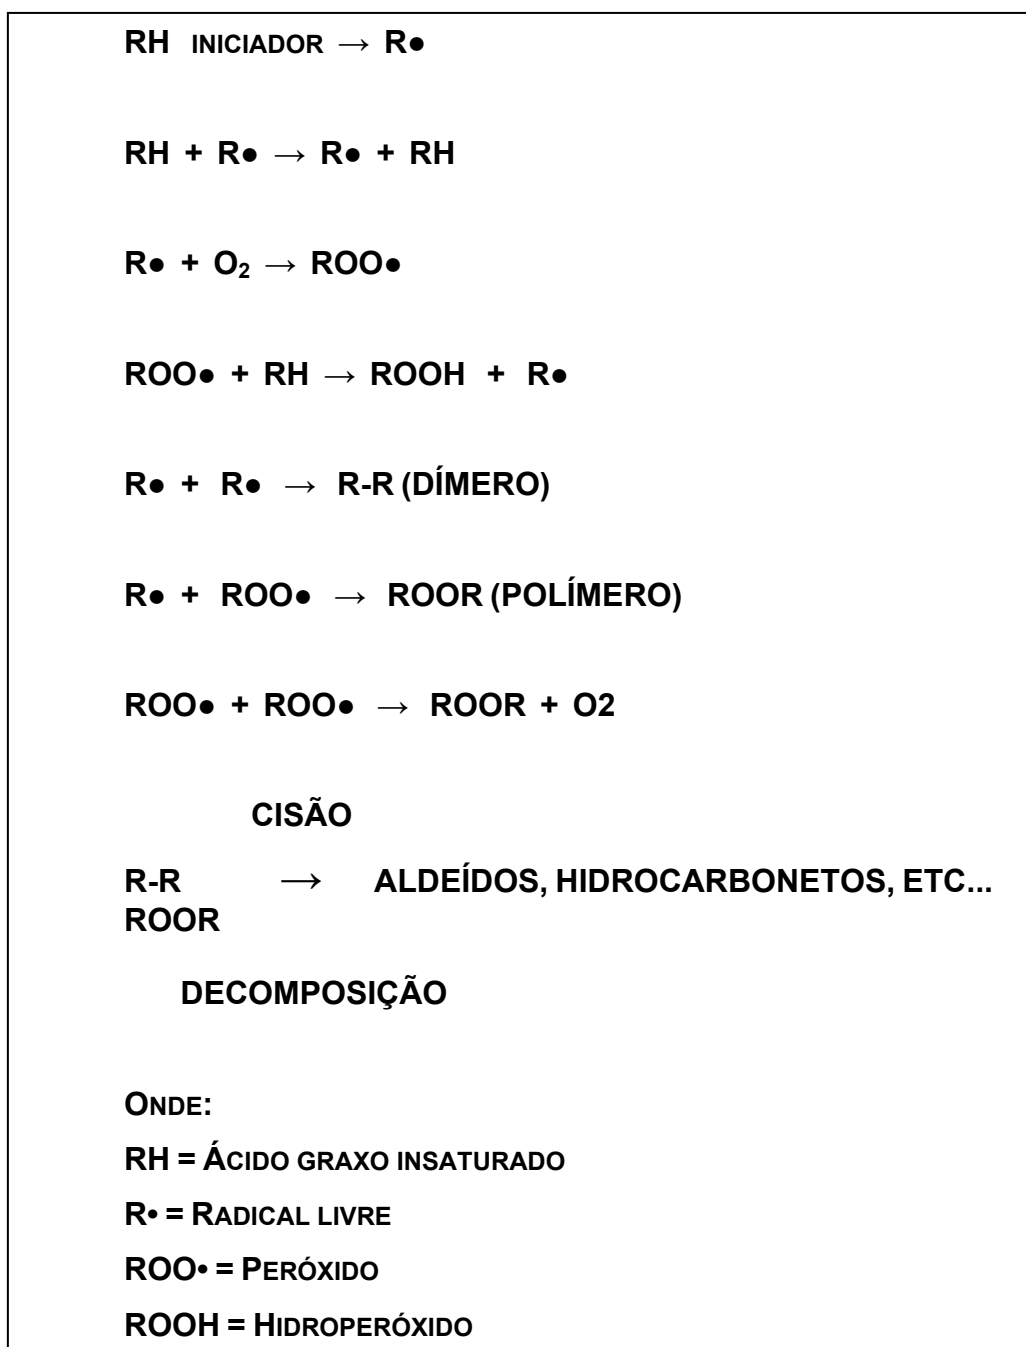 RH INICIADOR → R●
RH + R● → R● + RH
R● + O₂ → ROO●
ROO● + RH → ROOH + R●
R● + R● → R-R (DÍMERO)
R● + ROO● → ROOR (POLÍMERO)
ROO● + ROO● → ROOR + O2
CISÃO
R-R → ALDEÍDOS, HIDROCARBONETOS, ETC...
ROOR
DECOMPOSIÇÃO
ONDE:
RH = ÁCIDO GRAXO INSATURADO
R• = RADICAL LIVRE
ROO• = PERÓXIDO
ROOH = HIDROPERÓXIDO